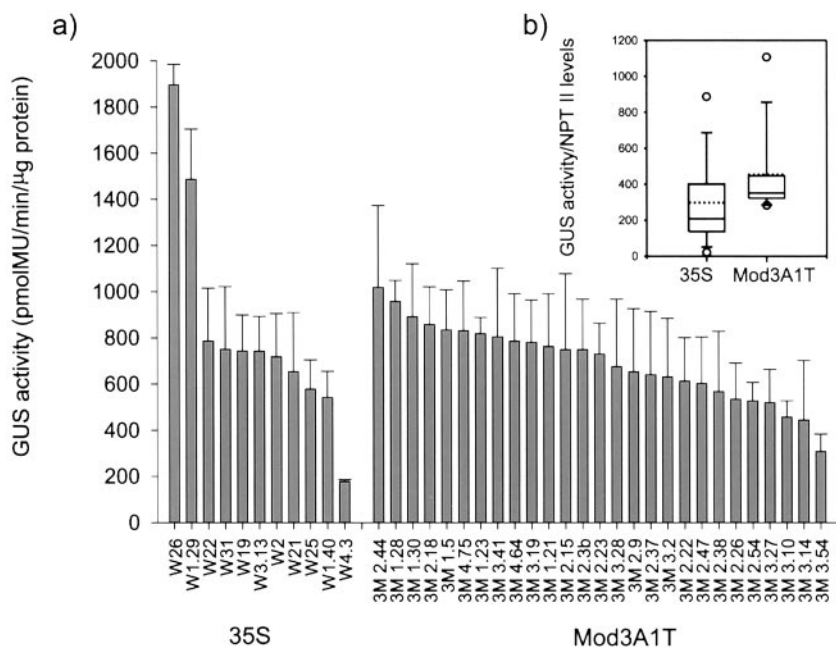 a)
GUS activity (pmolMU/min/µg protein)
2000
1800
1600
1400
1200
1000
800
600
400
200
0
W26
W1.29
W22
W31
W19
W3.13
W2
W21
W25
W1.40
W4.3
35S
3M 2.44
3M 1.28
3M 1.30
3M 2.18
3M 1.5
3M 4.75
3M 1.23
3M 3.41
3M 4.64
3M 3.19
3M 1.21
3M 2.15
3M 2.3b
3M 2.23
3M 3.28
3M 2.9
3M 2.37
3M 3.2
3M 2.22
3M 2.47
3M 2.38
3M 2.26
3M 2.54
3M 3.27
3M 3.10
3M 3.14
3M 3.54
Mod3A1T
b)
GUS activity/NPT II levels
1200
1000
800
600
400
200
0
35S
Mod3A1T